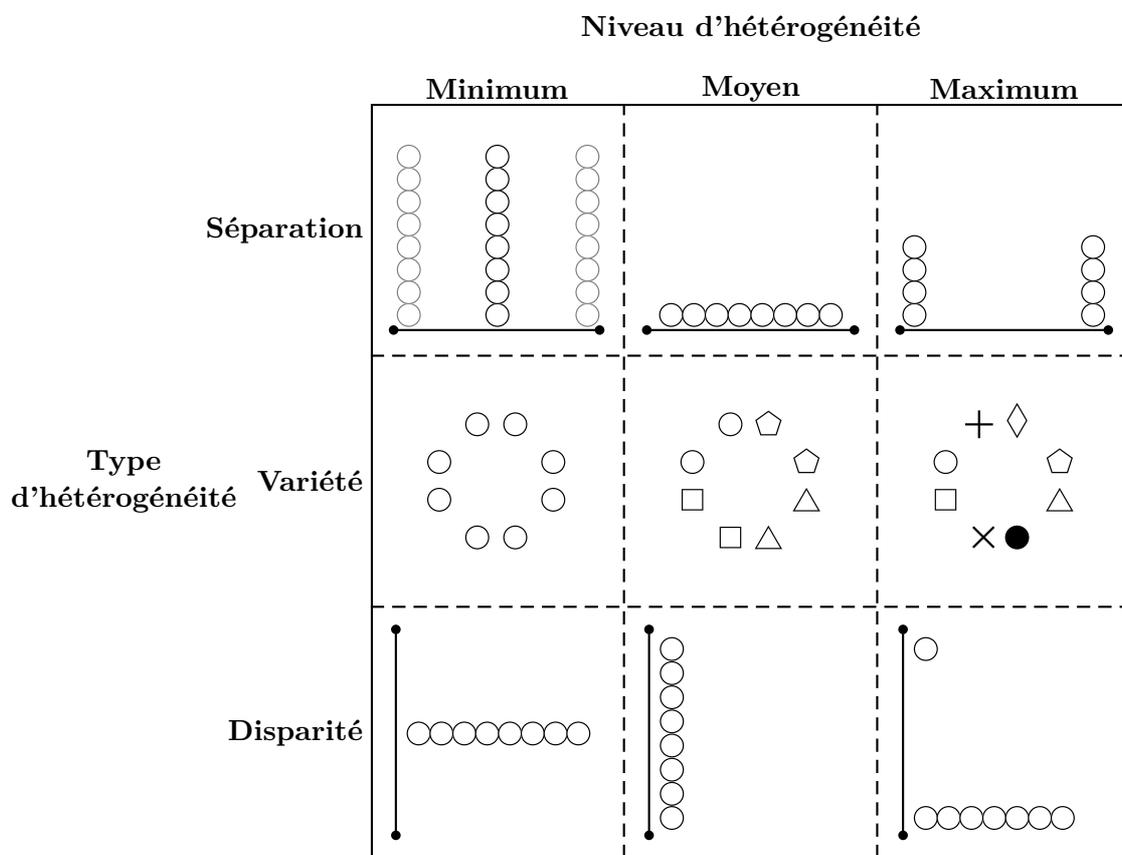 Niveau d'hétérogénéité
Minimum
Moyen
Maximum
Séparation
Type
d'hétérogénéité
Variété
Disparité